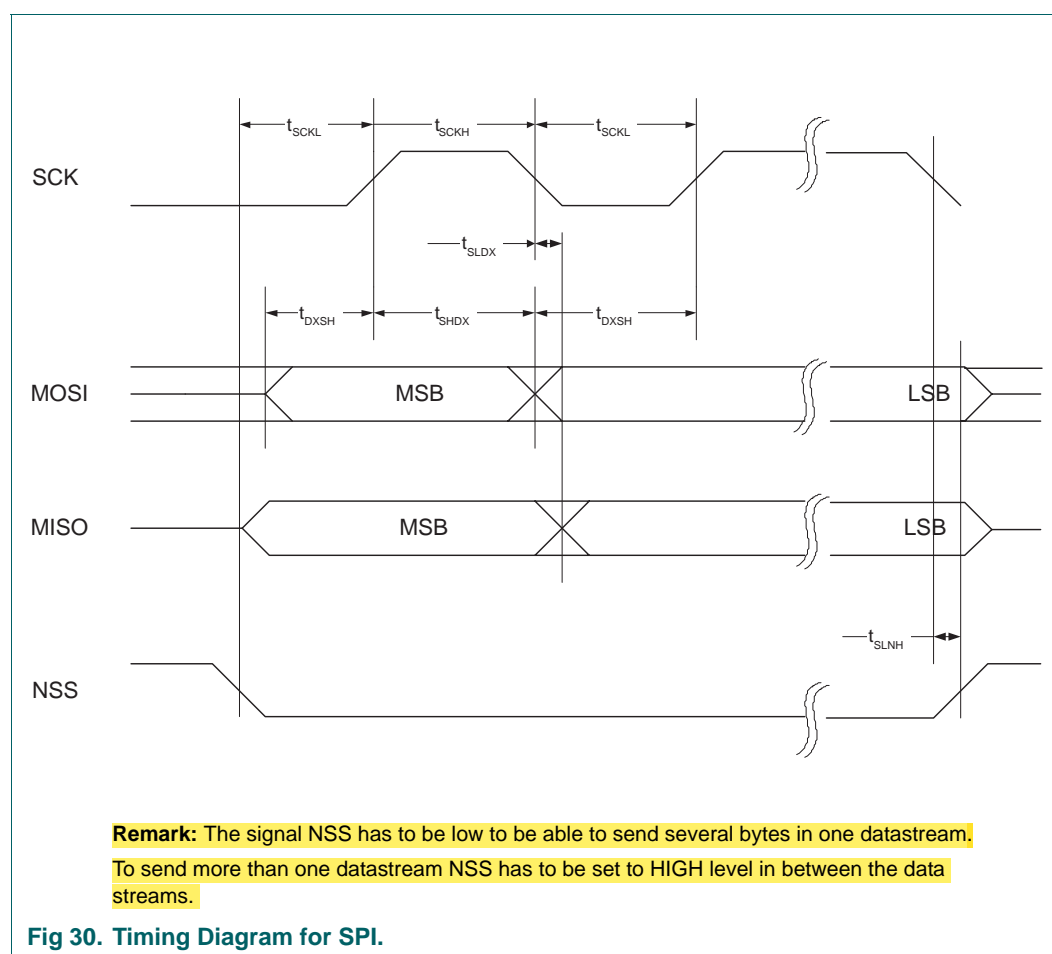 tSCKL tSCKH tSCKL
SCK
tSLDX
tDXSH tSHDX tDXSH
MOSI MSB LSB
MISO MSB LSB
tSLNH
NSS
Remark: The signal NSS has to be low to be able to send several bytes in one datastream.
To send more than one datastream NSS has to be set to HIGH level in between the data
streams.
Fig 30. Timing Diagram for SPI.